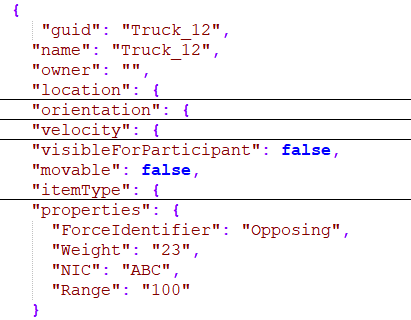 {
"guid": "Truck_12",
"name": "Truck_12",
"owner": "",
"location": {
"orientation": {
"velocity": {
"visibleForParticipant": false,
"movable": false,
"itemType": {
"properties": {
"ForceIdentifier": "Opposing",
"Weight": "23",
"NIC": "ABC",
"Range": "100"
}